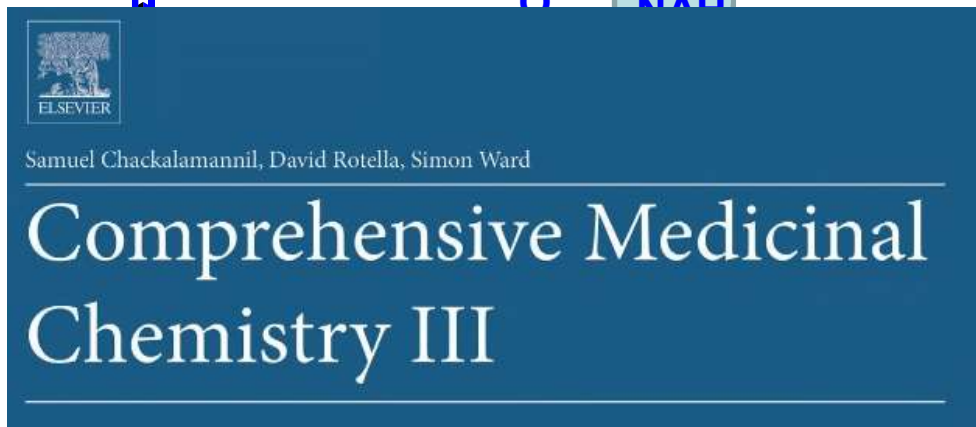 ELSEVIER
Samuel Chackalamannil, David Rotella, Simon Ward
Comprehensive Medicinal
Chemistry III